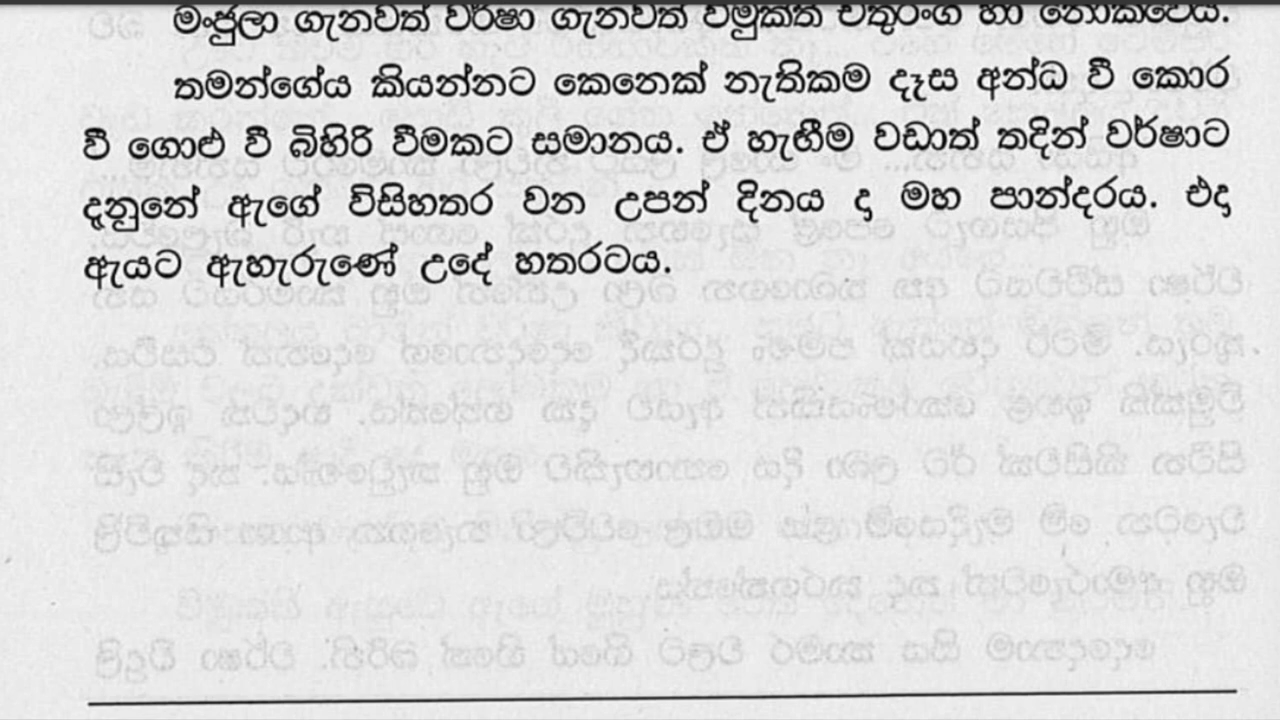 මංජුලා ගැනවත් වර්ෂා ගැනවත් විමුක්ති චතුරංග හා නොකීවේය.
තමන්ගේය කියන්නට කෙනෙක් නැතිකම දෑස අන්ධ වී කොර
වී ගොළු වී බිහිරි වීමකට සමානය. ඒ හැඟීම වඩාත් තදින් වර්ෂාට
දනුනේ ඇගේ විසිහතර වන උපන් දිනය දා මහ පාන්දරය. එදා
ඇයට ඇහැරුණේ උදේ හතරටය.